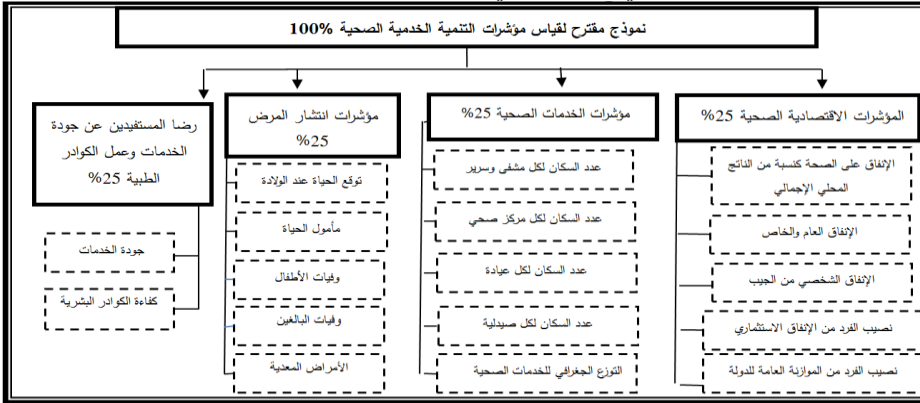 نموذج مقترح لقياس مؤشرات التنمية الخدمية الصحية 100%
المؤشرات الاقتصادية الصحية 25%
الإنفاق على الصحة كنسبة من الناتج
المحلي الإجمالي
الإنفاق العام والخاص
الإنفاق الشخصي من الجيب
نصيب الفرد من الإنفاق الاستثماري
نصيب الفرد من الموازنة العامة للدولة
مؤشرات الخدمات الصحية 25%
عدد السكان لكل مشفى وسرير
عدد السكان لكل مركز صحي
عدد السكان لكل عيادة
عدد السكان لكل صيدلية
التوزع الجغرافي للخدمات الصحية
مؤشرات انتشار المرض
25%
توقع الحياة عند الولادة
مأمول الحياة
وفيات الأطفال
وفيات البالغين
الأمراض المعدية
رضا المستفيدين عن جودة
الخدمات وعمل الكوادر
الطبية 25%
جودة الخدمات
كفاءة الكوادر البشرية